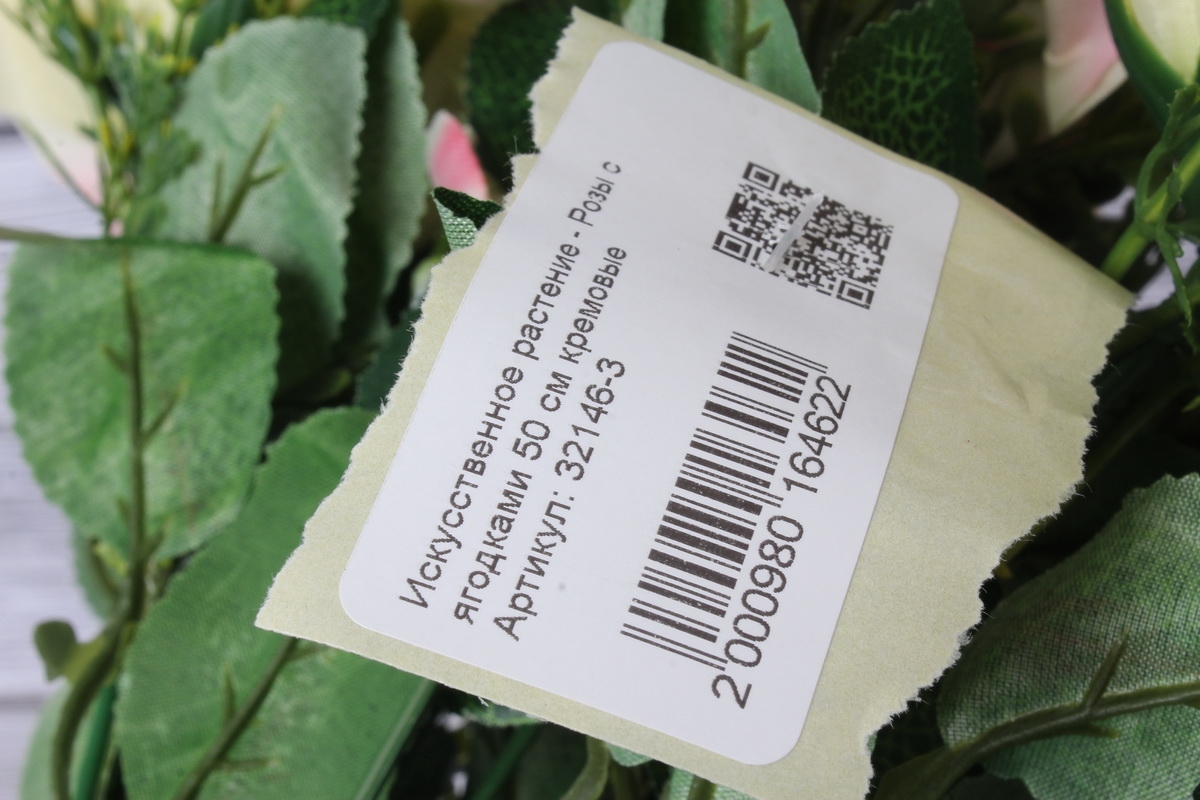 Искусственное растение - Розы с
ягодками 50 см кремовые
Артикул: 32146-3
2 000980 164622